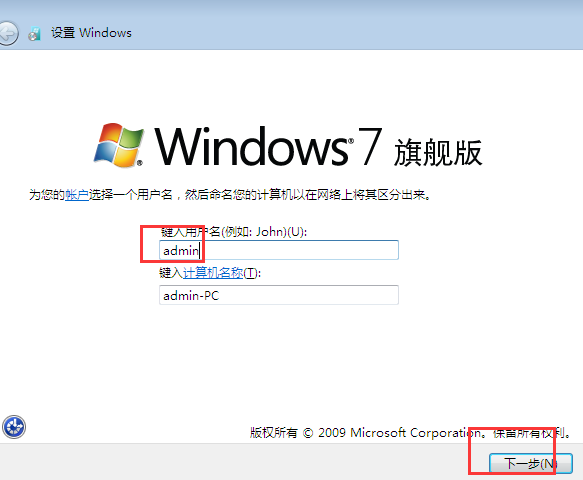 设置 Windows
Windows® 7 旗舰版
为您的帐户选择一个用户名，然后命名您的计算机以在网络上将其区分出来。
键入用户名(例如: John)(U):
admin
键入计算机名称(T):
admin-PC
版权所有 © 2009 Microsoft Corporation。保留所有权利。
下一步(N)